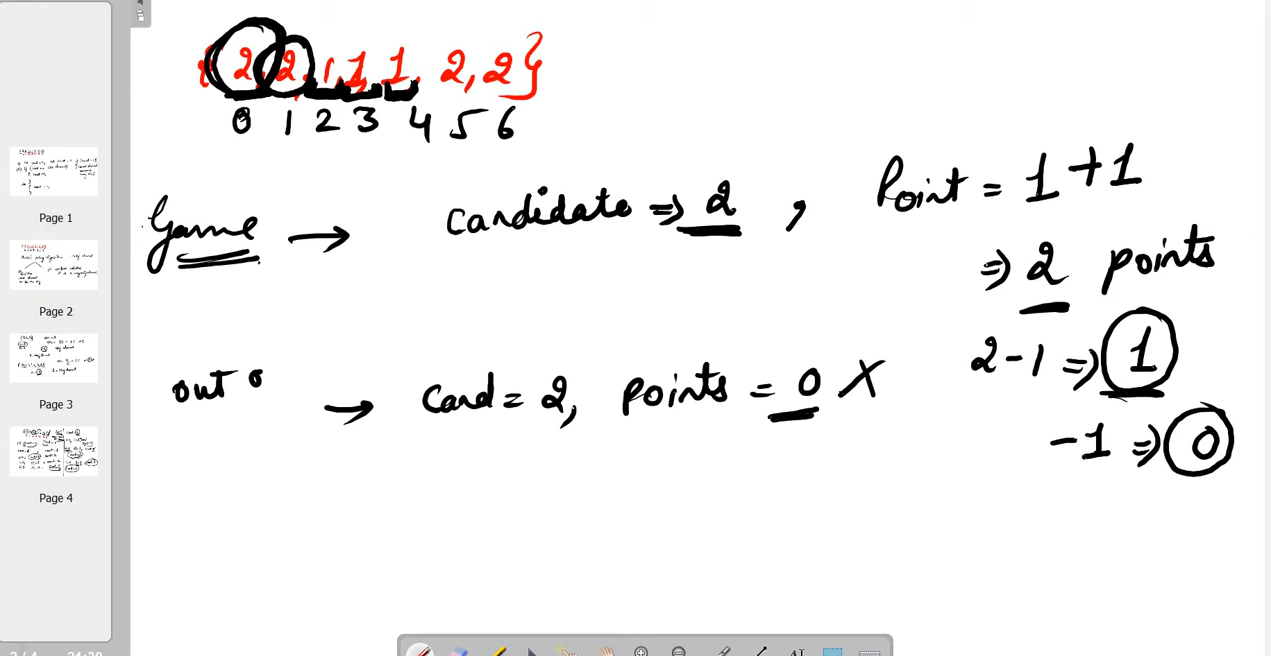 { 2, 2, 1, 1, 1, 2, 2 }
0 1 2 3 4 5 6
Game → candidate ⇒ 2 , Point = 1 + 1
⇒ 2 points
2 - 1 ⇒ 1
out o → Cand = 2, points = 0 X
- 1 ⇒ 0
Page 1
Page 2
Page 3
Page 4